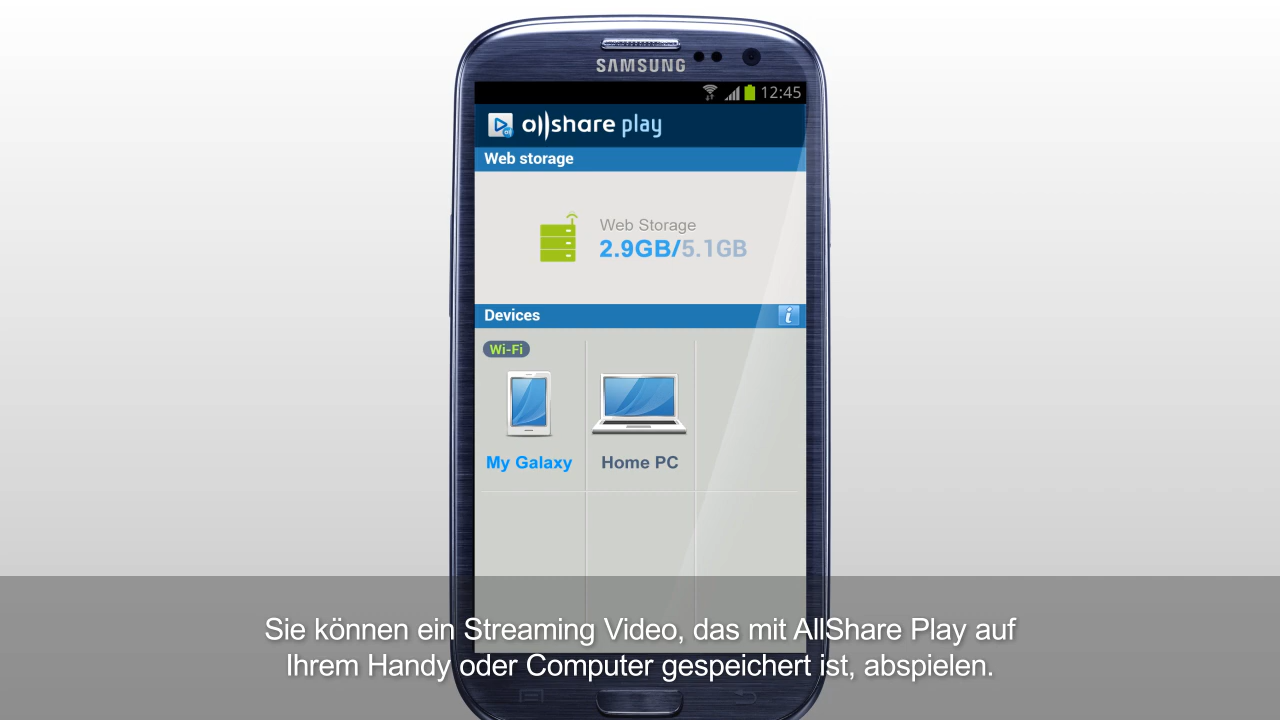 SAMSUNG
12:45
allshare play
Web storage
Web Storage
2.9GB/5.1GB
Devices
i
Wi-Fi
My Galaxy
Home PC
Sie können ein Streaming Video, das mit AllShare Play auf
Ihrem Handy oder Computer gespeichert ist, abspielen.